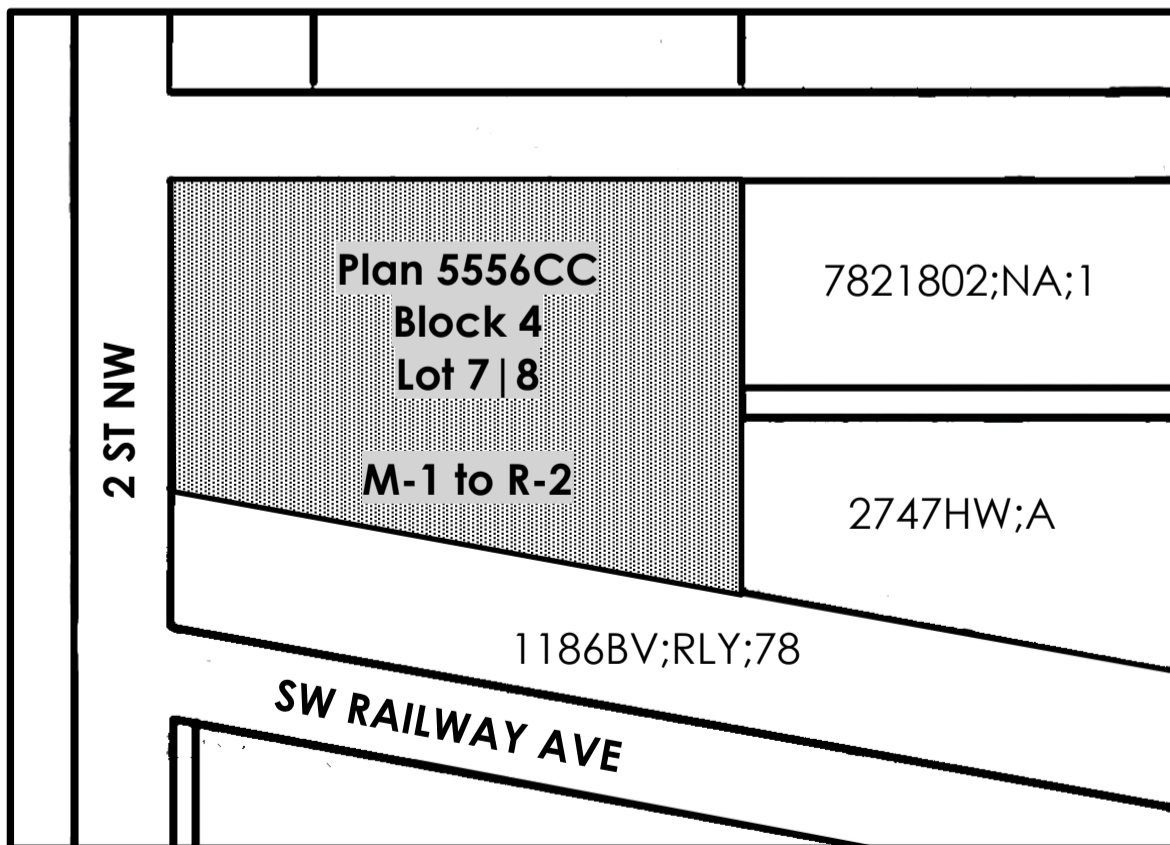 Plan 5556CC
Block 4
Lot 7|8
M-1 to R-2
7821802;NA;1
2747HW;A
2 ST NW
1186BV;RLY;78
SW RAILWAY AVE